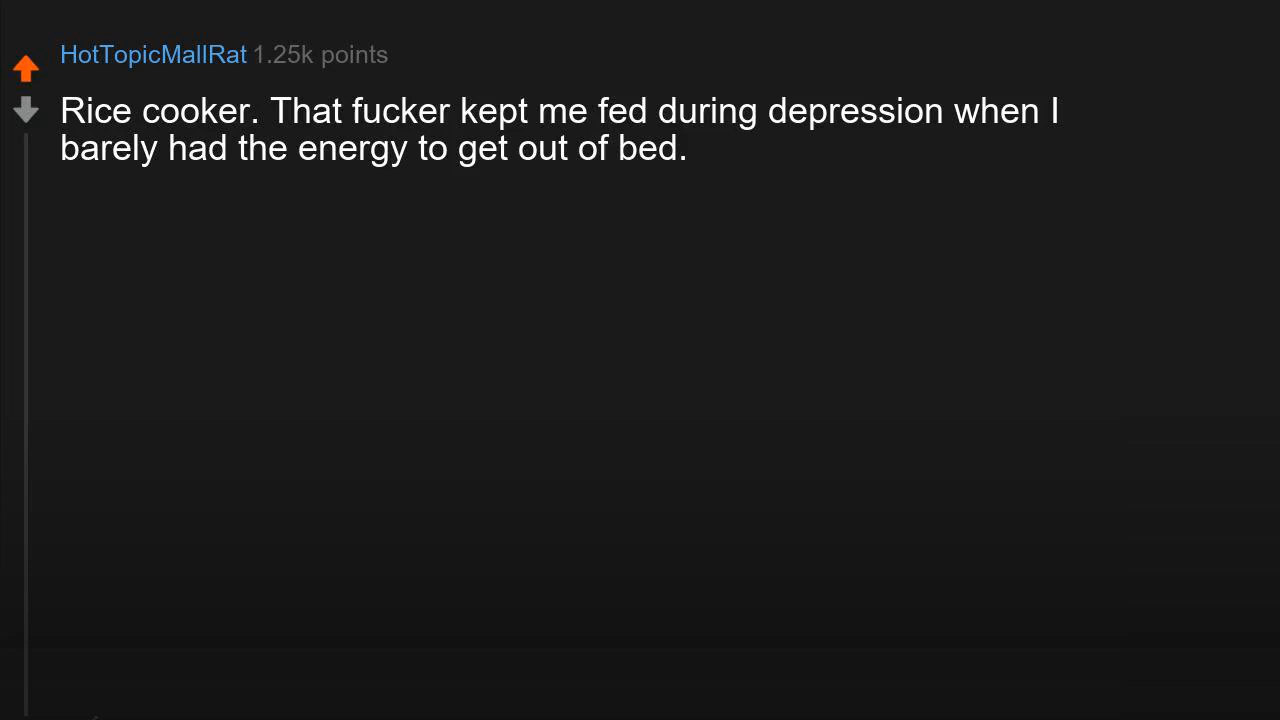 HotTopicMallRat 1.25k points
Rice cooker. That fucker kept me fed during depression when I
barely had the energy to get out of bed.